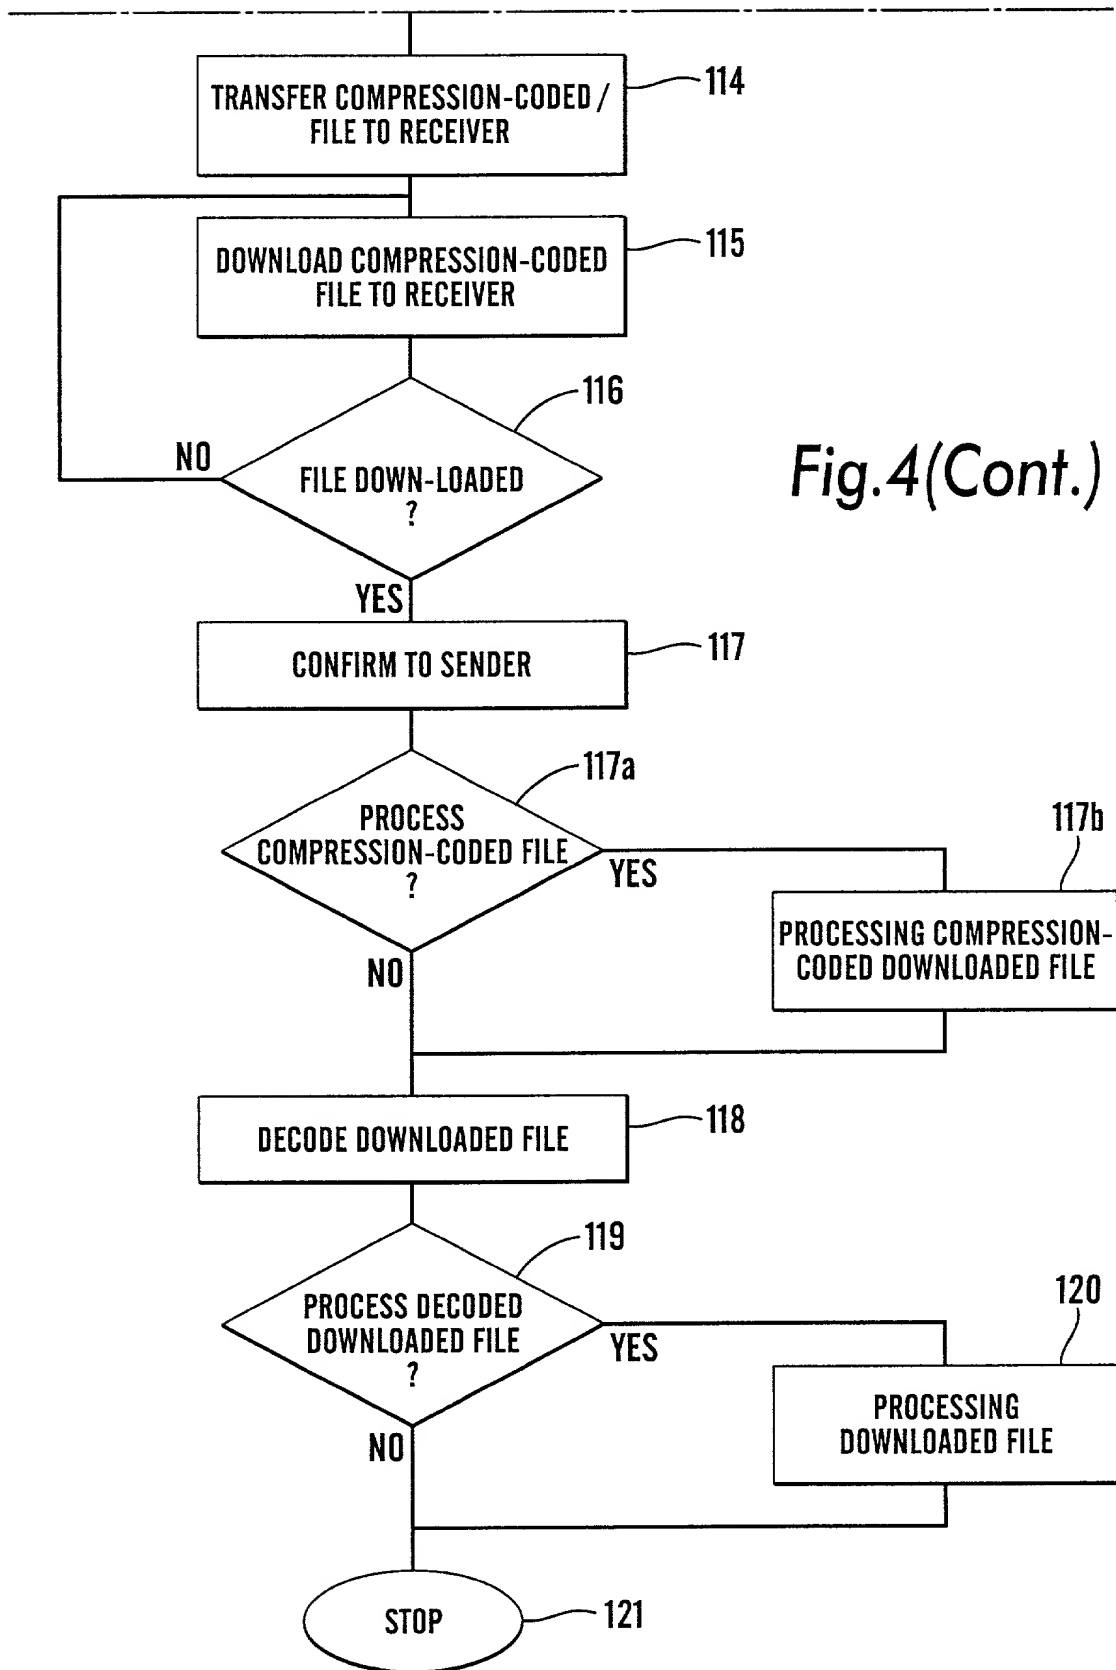 TRANSFER COMPRESSION-CODED /
FILE TO RECEIVER
114
DOWNLOAD COMPRESSION-CODED
FILE TO RECEIVER
115
116
NO
FILE DOWN-LOADED
?
Fig.4(Cont.)
YES
CONFIRM TO SENDER
117
117a
PROCESS
COMPRESSION-CODED FILE
?
YES
117b
PROCESSING COMPRESSION-
CODED DOWNLOADED FILE
NO
DECODE DOWNLOADED FILE
118
119
PROCESS DECODED
DOWNLOADED FILE
?
YES
120
PROCESSING
DOWNLOADED FILE
NO
STOP
121